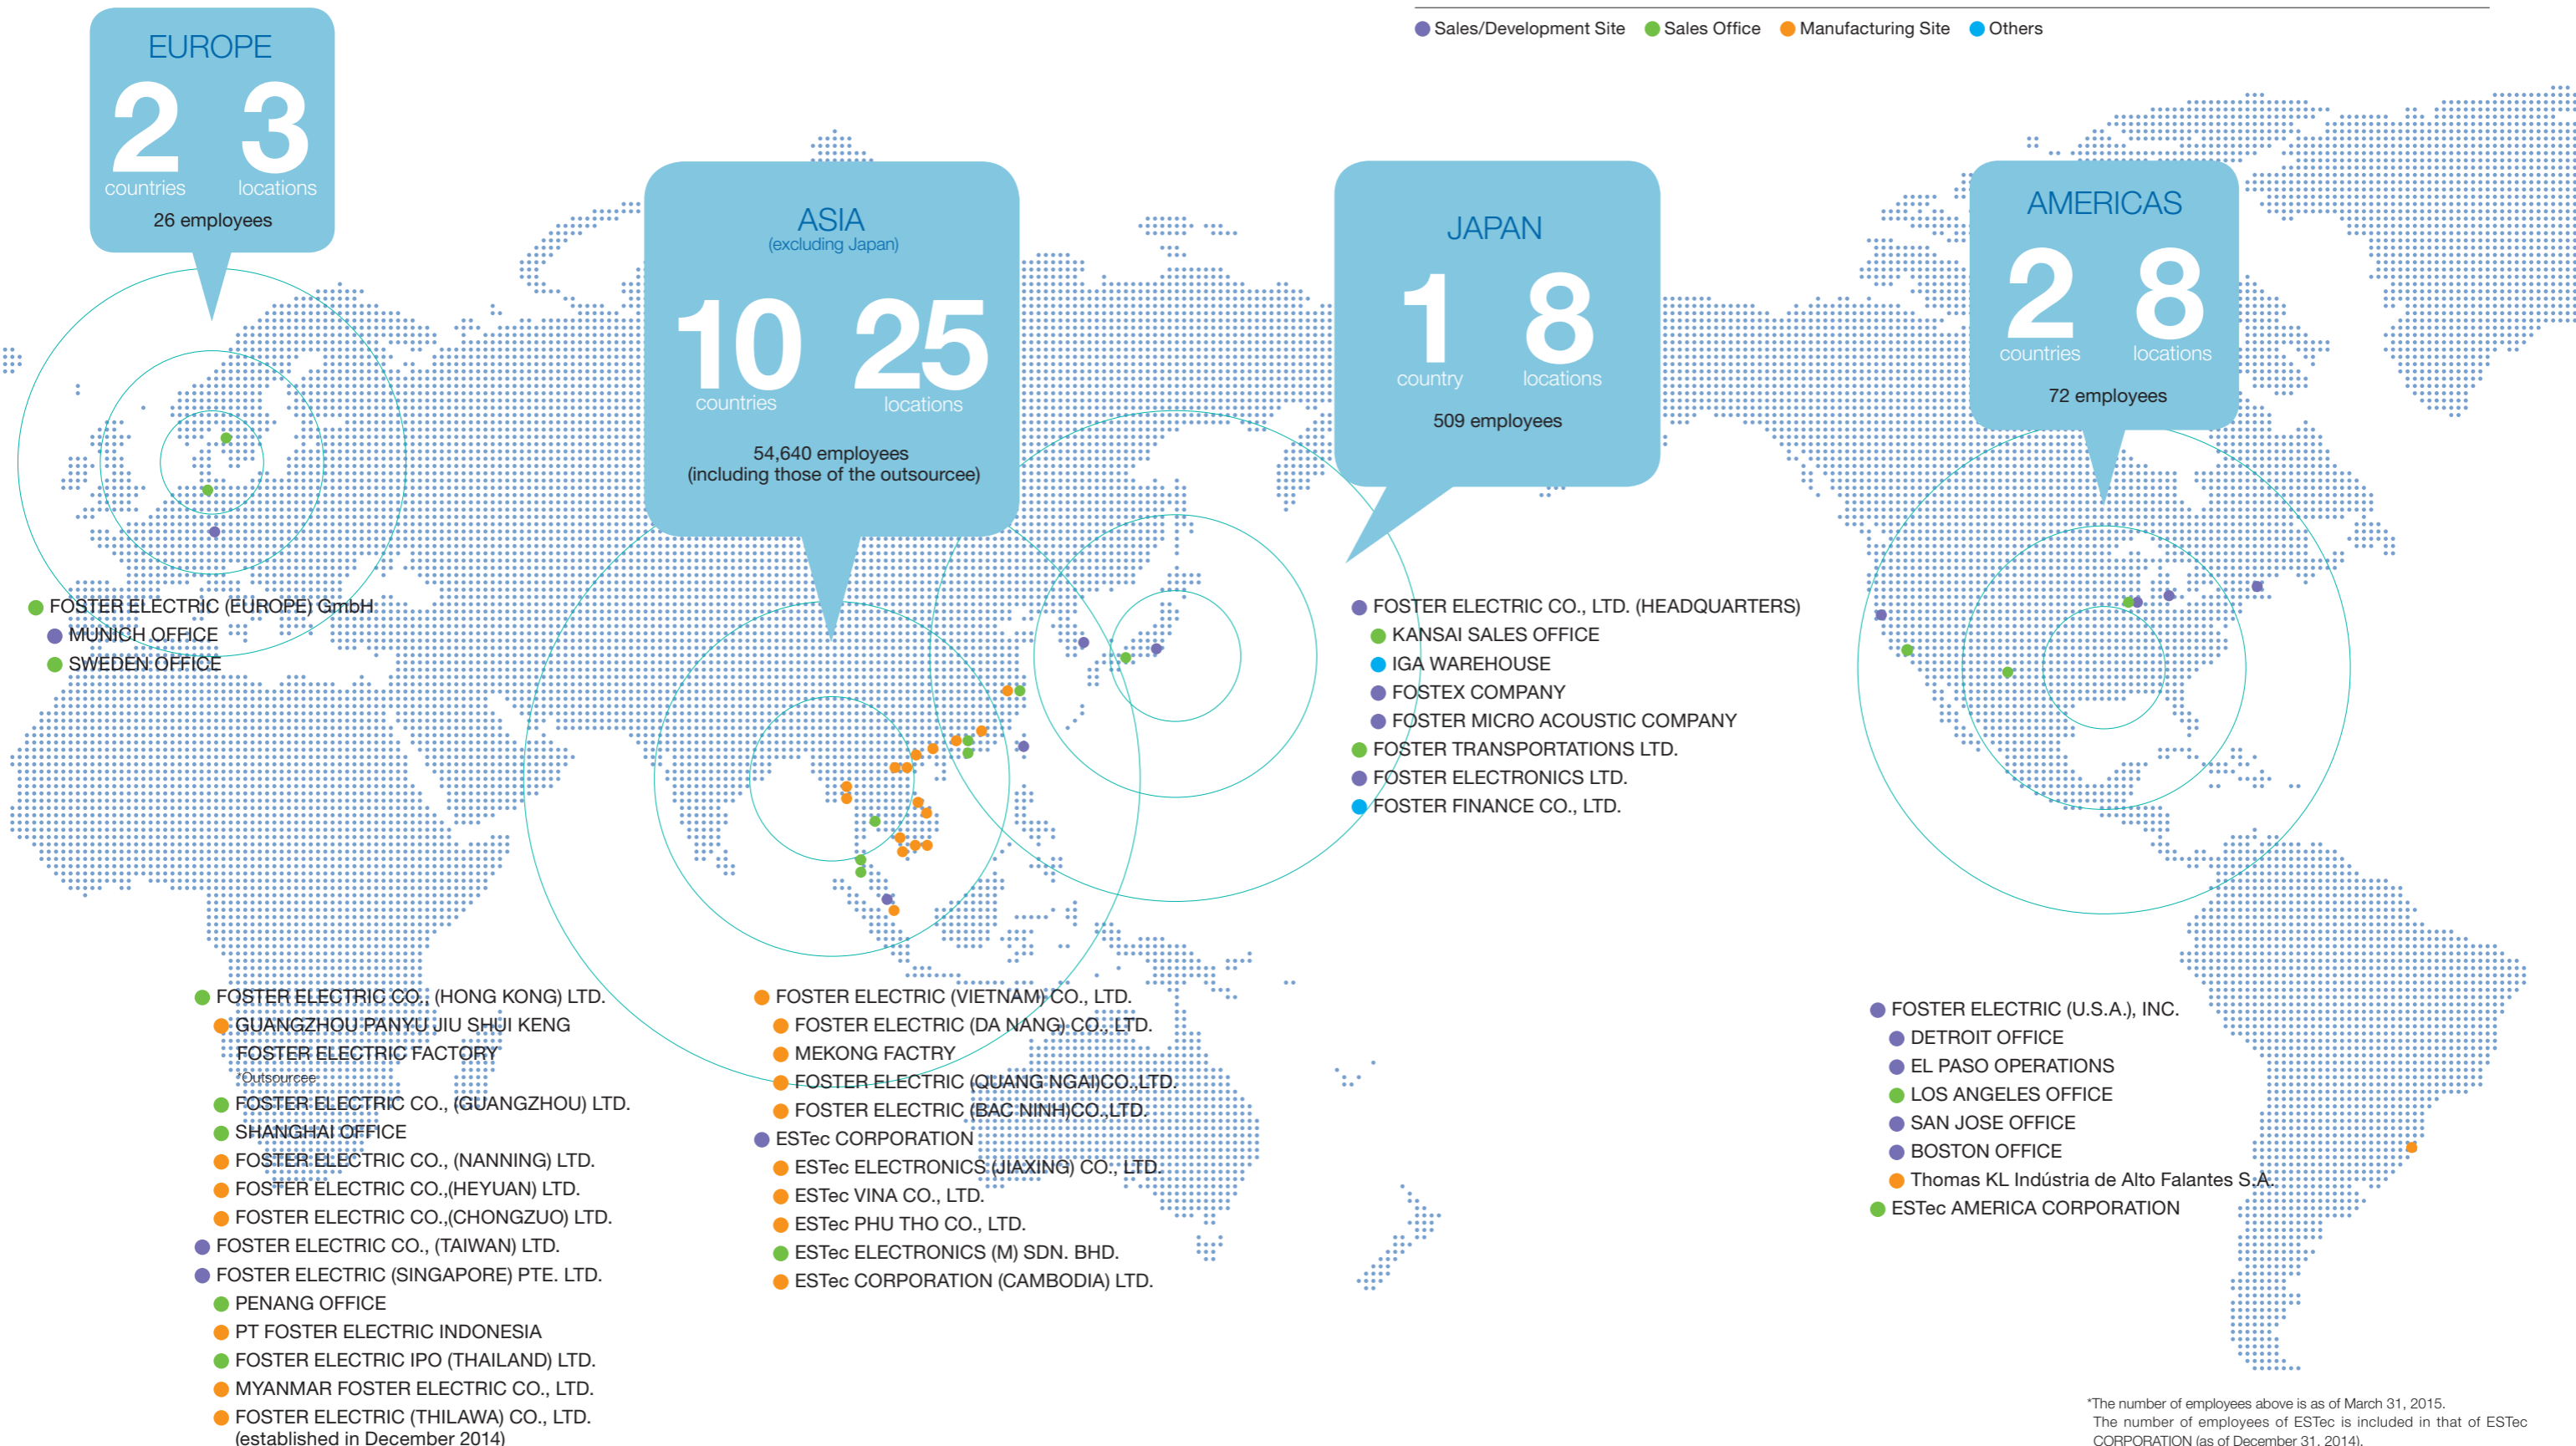 Sales/Development Site Sales Office Manufacturing Site Others
EUROPE
2 3
countries locations
26 employees
ASIA
(excluding Japan)
10 25
countries locations
54,640 employees
(including those of the outsourcee)
JAPAN
1 8
country locations
509 employees
AMERICAS
2 8
countries locations
72 employees
FOSTER ELECTRIC (EUROPE) GmbH
MUNICH OFFICE
SWEDEN OFFICE
FOSTER ELECTRIC CO., LTD. (HEADQUARTERS)
KANSAI SALES OFFICE
IGA WAREHOUSE
FOSTEX COMPANY
FOSTER MICRO ACOUSTIC COMPANY
FOSTER TRANSPORTATIONS LTD.
FOSTER ELECTRONICS LTD.
FOSTER FINANCE CO., LTD.
FOSTER ELECTRIC CO., (HONG KONG) LTD.
GUANGZHOU PANYU JIU SHUI KENG
FOSTER ELECTRIC FACTORY
*Outsourcee
FOSTER ELECTRIC CO., (GUANGZHOU) LTD.
SHANGHAI OFFICE
FOSTER ELECTRIC CO., (NANNING) LTD.
FOSTER ELECTRIC CO.,(HEYUAN) LTD.
FOSTER ELECTRIC CO.,(CHONGZUO) LTD.
FOSTER ELECTRIC CO., (TAIWAN) LTD.
FOSTER ELECTRIC (SINGAPORE) PTE. LTD.
PENANG OFFICE
PT FOSTER ELECTRIC INDONESIA
FOSTER ELECTRIC IPO (THAILAND) LTD.
MYANMAR FOSTER ELECTRIC CO., LTD.
FOSTER ELECTRIC (THILAWA) CO., LTD.
(established in December 2014)
FOSTER ELECTRIC (VIETNAM) CO., LTD.
FOSTER ELECTRIC (DA NANG) CO., LTD.
MEKONG FACTRY
FOSTER ELECTRIC (QUANG NGAI)CO.,LTD.
FOSTER ELECTRIC (BAC NINH)CO.,LTD.
ESTec CORPORATION
ESTec ELECTRONICS (JIAXING) CO., LTD.
ESTec VINA CO., LTD.
ESTec PHU THO CO., LTD.
ESTec ELECTRONICS (M) SDN. BHD.
ESTec CORPORATION (CAMBODIA) LTD.
FOSTER ELECTRIC (U.S.A.), INC.
DETROIT OFFICE
EL PASO OPERATIONS
LOS ANGELES OFFICE
SAN JOSE OFFICE
BOSTON OFFICE
Thomas KL Indústria de Alto Falantes S.A.
ESTec AMERICA CORPORATION
*The number of employees above is as of March 31, 2015.
The number of employees of ESTec is included in that of ESTec
CORPORATION (as of December 31, 2014).